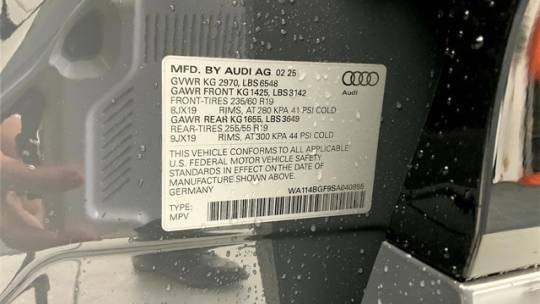 MFD. BY AUDI AG 02 25
GVWR KG 2970, LBS 6548
GAWR FRONT KG 1425, LBS 3142
FRONT-TIRES 235/60 R19
8JX19 RIMS, AT 280 KPA 41 PSI COLD
GAWR REAR KG 1655, LBS 3649
REAR-TIRES 255/55 R19
9JX19 RIMS, AT 300 KPA 44 PSI COLD
THIS VEHICLE CONFORMS TO ALL APPLICABLE
U.S. FEDERAL MOTOR VEHICLE SAFETY
STANDARDS IN EFFECT ON THE DATE OF
MANUFACTURE SHOWN ABOVE.
GERMANY WA114BGF9SA040995
TYPE:
MPV
Audi